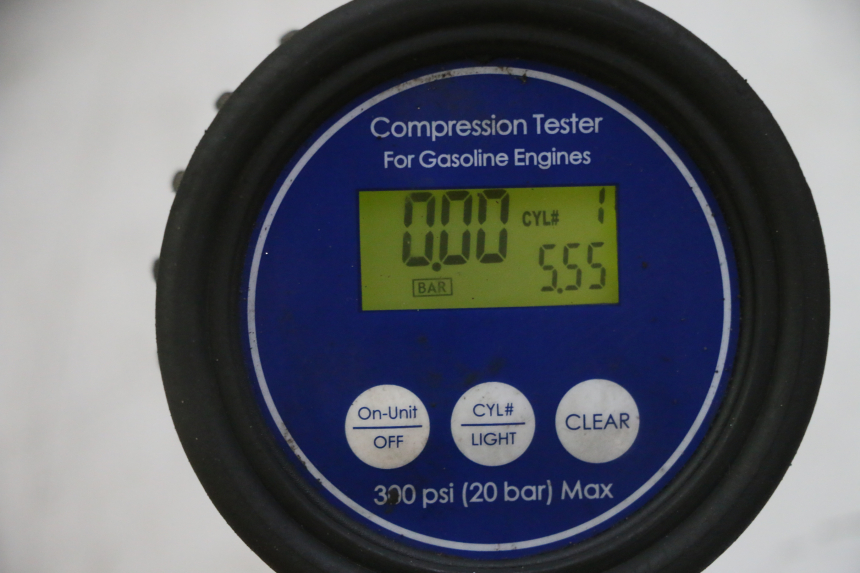 Compression Tester
For Gasoline Engines
0.00 CYL# 1
BAR 5.55
On-Unit
OFF
CYL#
LIGHT
CLEAR
300 psi (20 bar) Max